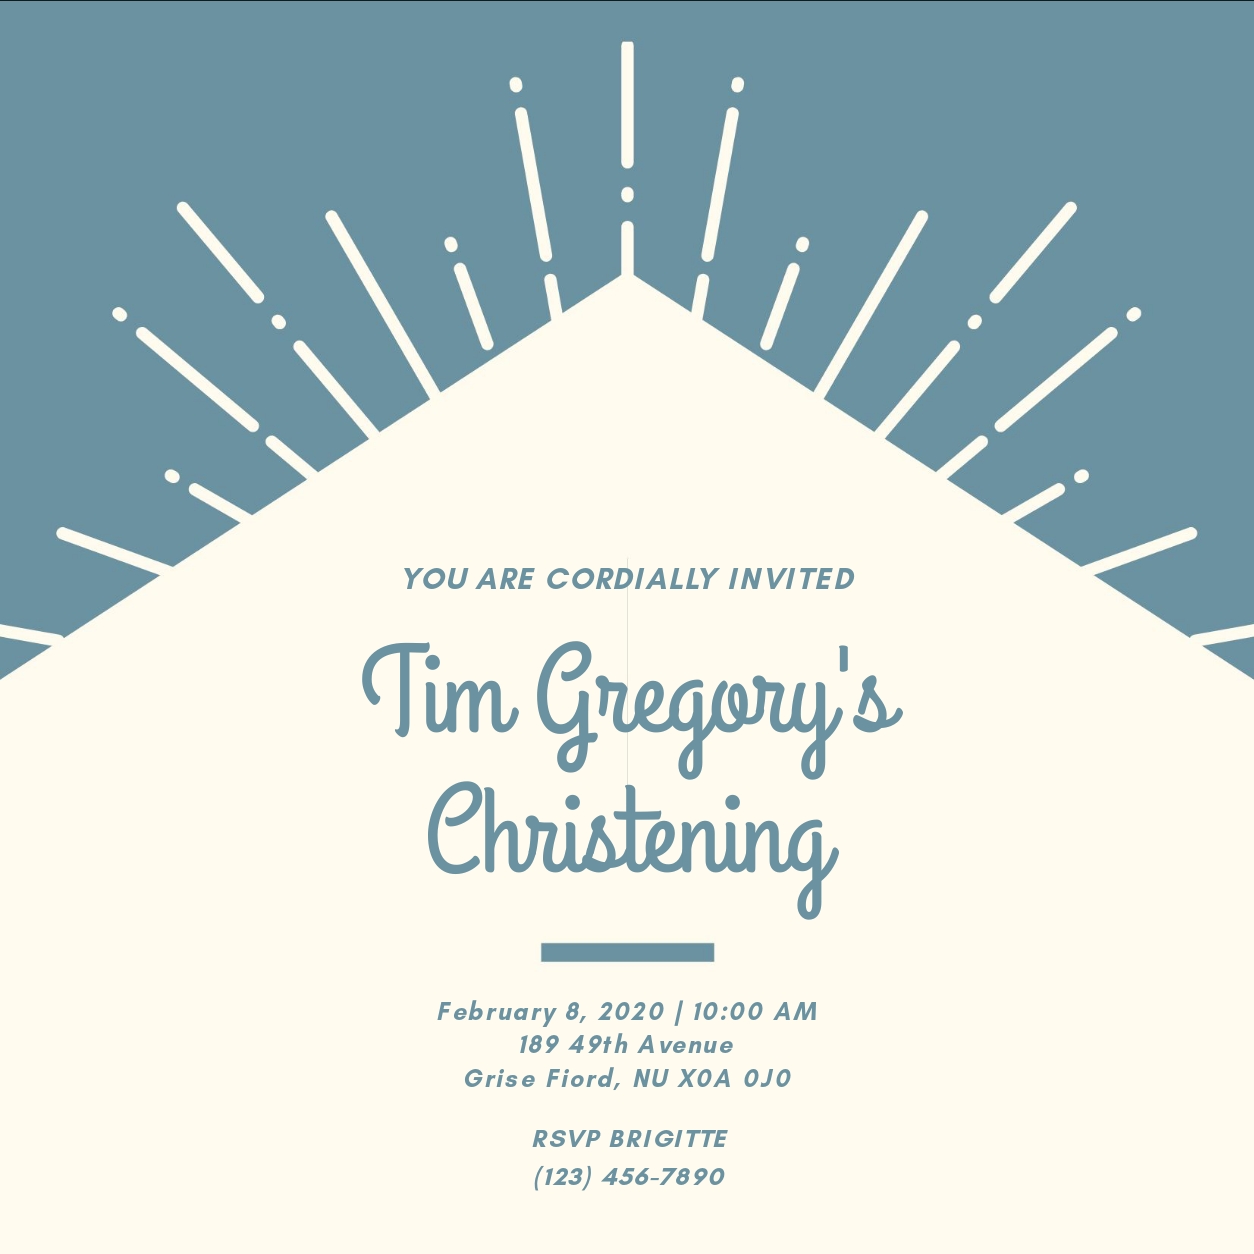 YOU ARE CORDIALLY INVITED
Tim Gregory's
Christening
February 8, 2020 | 10:00 AM
189 49th Avenue
Grise Fiord, NU X0A 0J0
RSVP BRIGITTE
(123) 456-7890